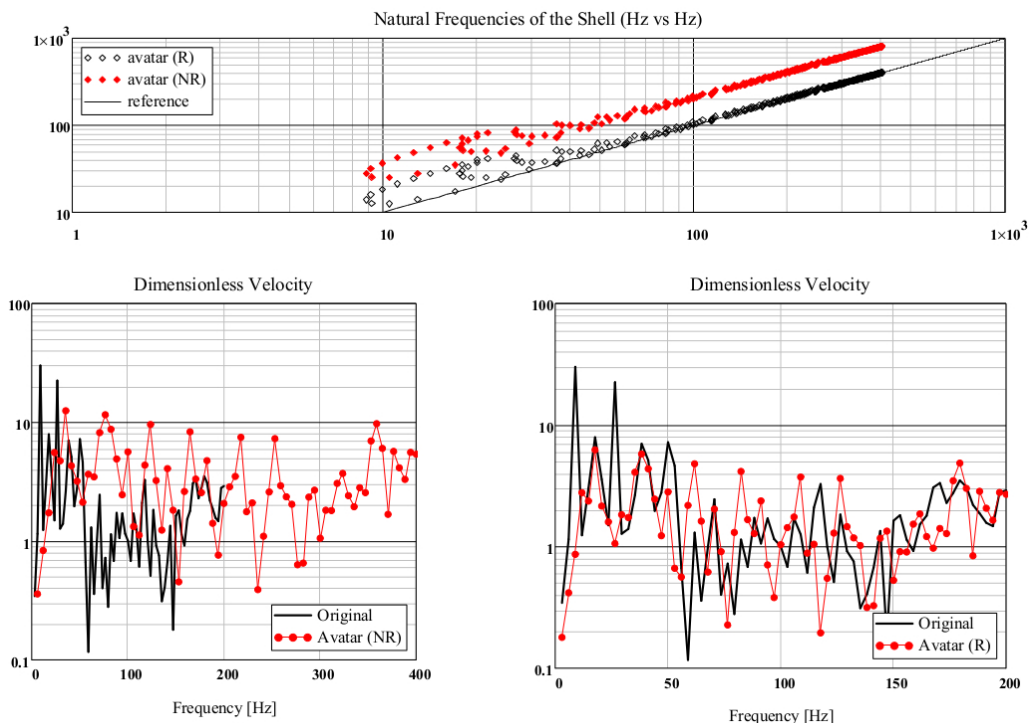 Natural Frequencies of the Shell (Hz vs Hz)
1×10³
100
10
avatar (R)
avatar (NR)
reference
1
10
100
1×10³
Dimensionless Velocity
100
10
1
0.1
Original
Avatar (NR)
0
100
200
300
400
Frequency [Hz]
Dimensionless Velocity
100
10
1
0.1
Original
Avatar (R)
0
50
100
150
200
Frequency [Hz]